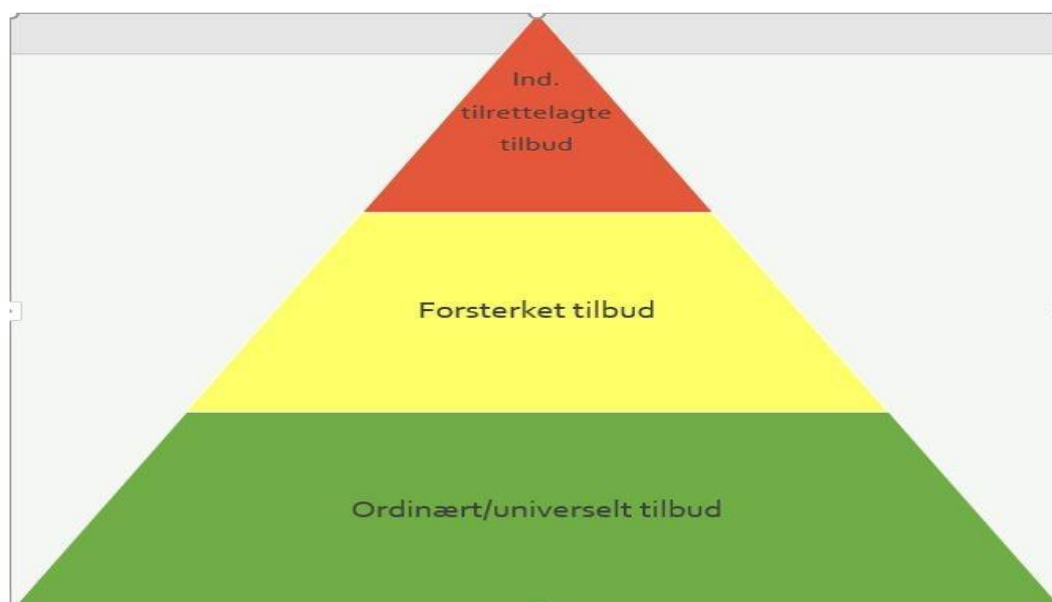 Ind.
tilrettelagte
tilbud
Forsterket tilbud
Ordinært/universelt tilbud